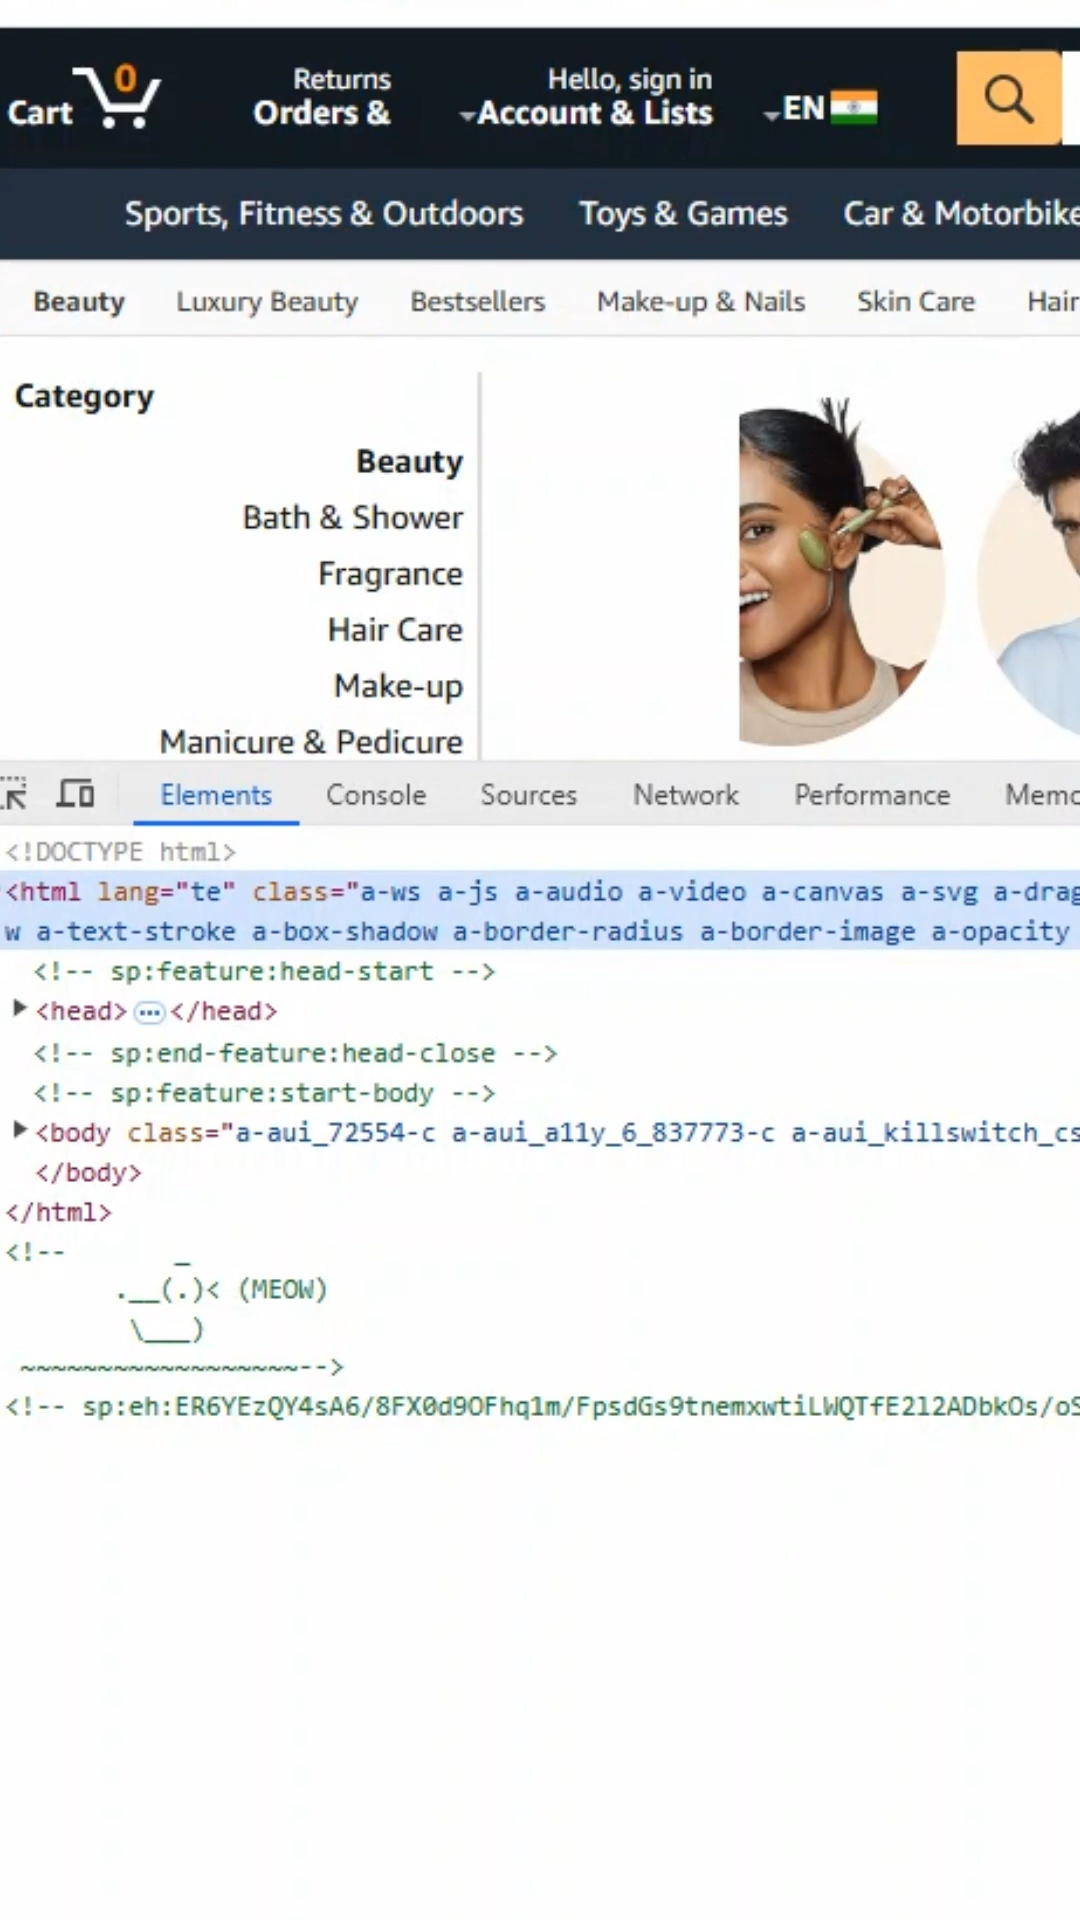 Cart 0
Returns
Orders &
Hello, sign in
Account & Lists
EN
Sports, Fitness & Outdoors Toys & Games Car & Motorbike
Beauty Luxury Beauty Bestsellers Make-up & Nails Skin Care Hair
Category
Beauty
Bath & Shower
Fragrance
Hair Care
Make-up
Manicure & Pedicure
Elements Console Sources Network Performance Memo
<!DOCTYPE html>
<html lang="te" class="a-ws a-js a-audio a-video a-canvas a-svg a-drag
w a-text-stroke a-box-shadow a-border-radius a-border-image a-opacity
<!-- sp:feature:head-start -->
<head> ... </head>
<!-- sp:end-feature:head-close -->
<!-- sp:feature:start-body -->
<body class="a-aui_72554-c a-aui_a11y_6_837773-c a-aui_killswitch_cs
</body>
</html>
<!--       _
.__(.)< (MEOW)
\___)
~~~~~~~~~~~~~~~~~~-->
<!-- sp:eh:ER6YEzQY4sA6/8FX0d9OFhq1m/FpsdGs9tnemxwtiLWQTfE2l2ADbkOs/oS